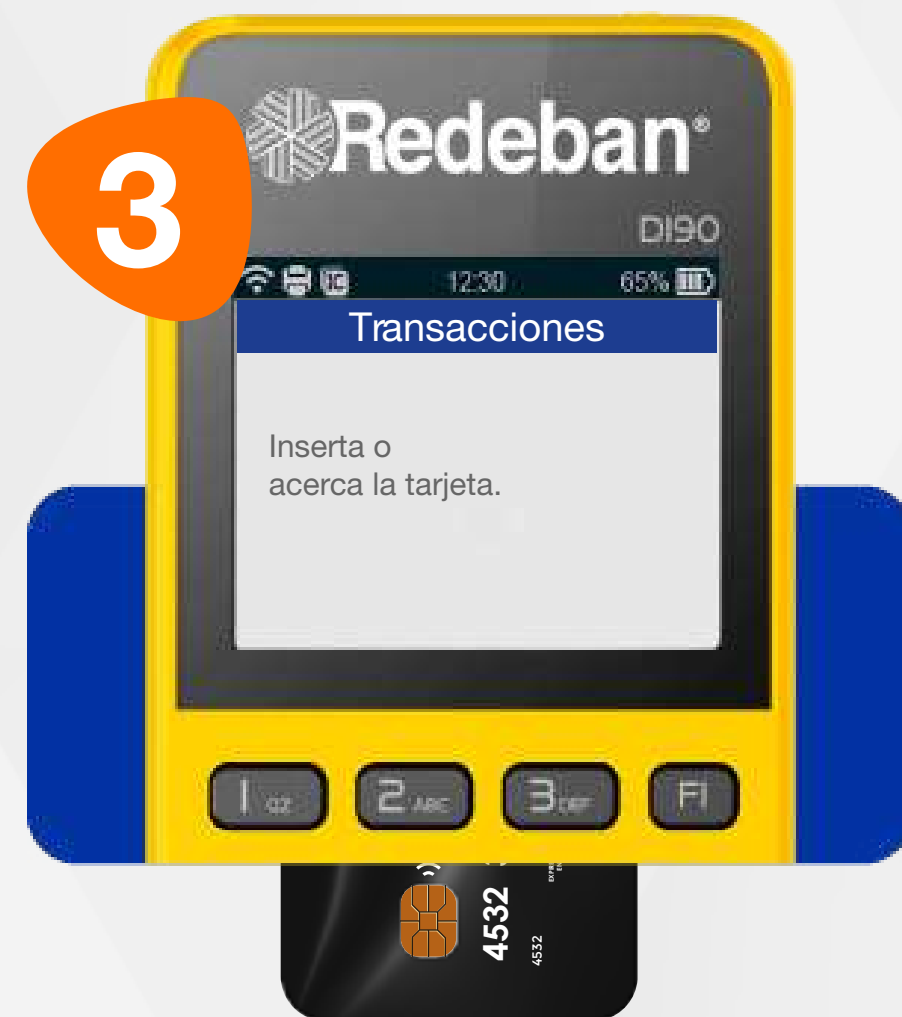 3
Redeban®
DI90
12:30
65%
Transacciones
Inserta o
acerca la tarjeta.
1 QZ
2 ABC
3 DEF
F1
4532
4532